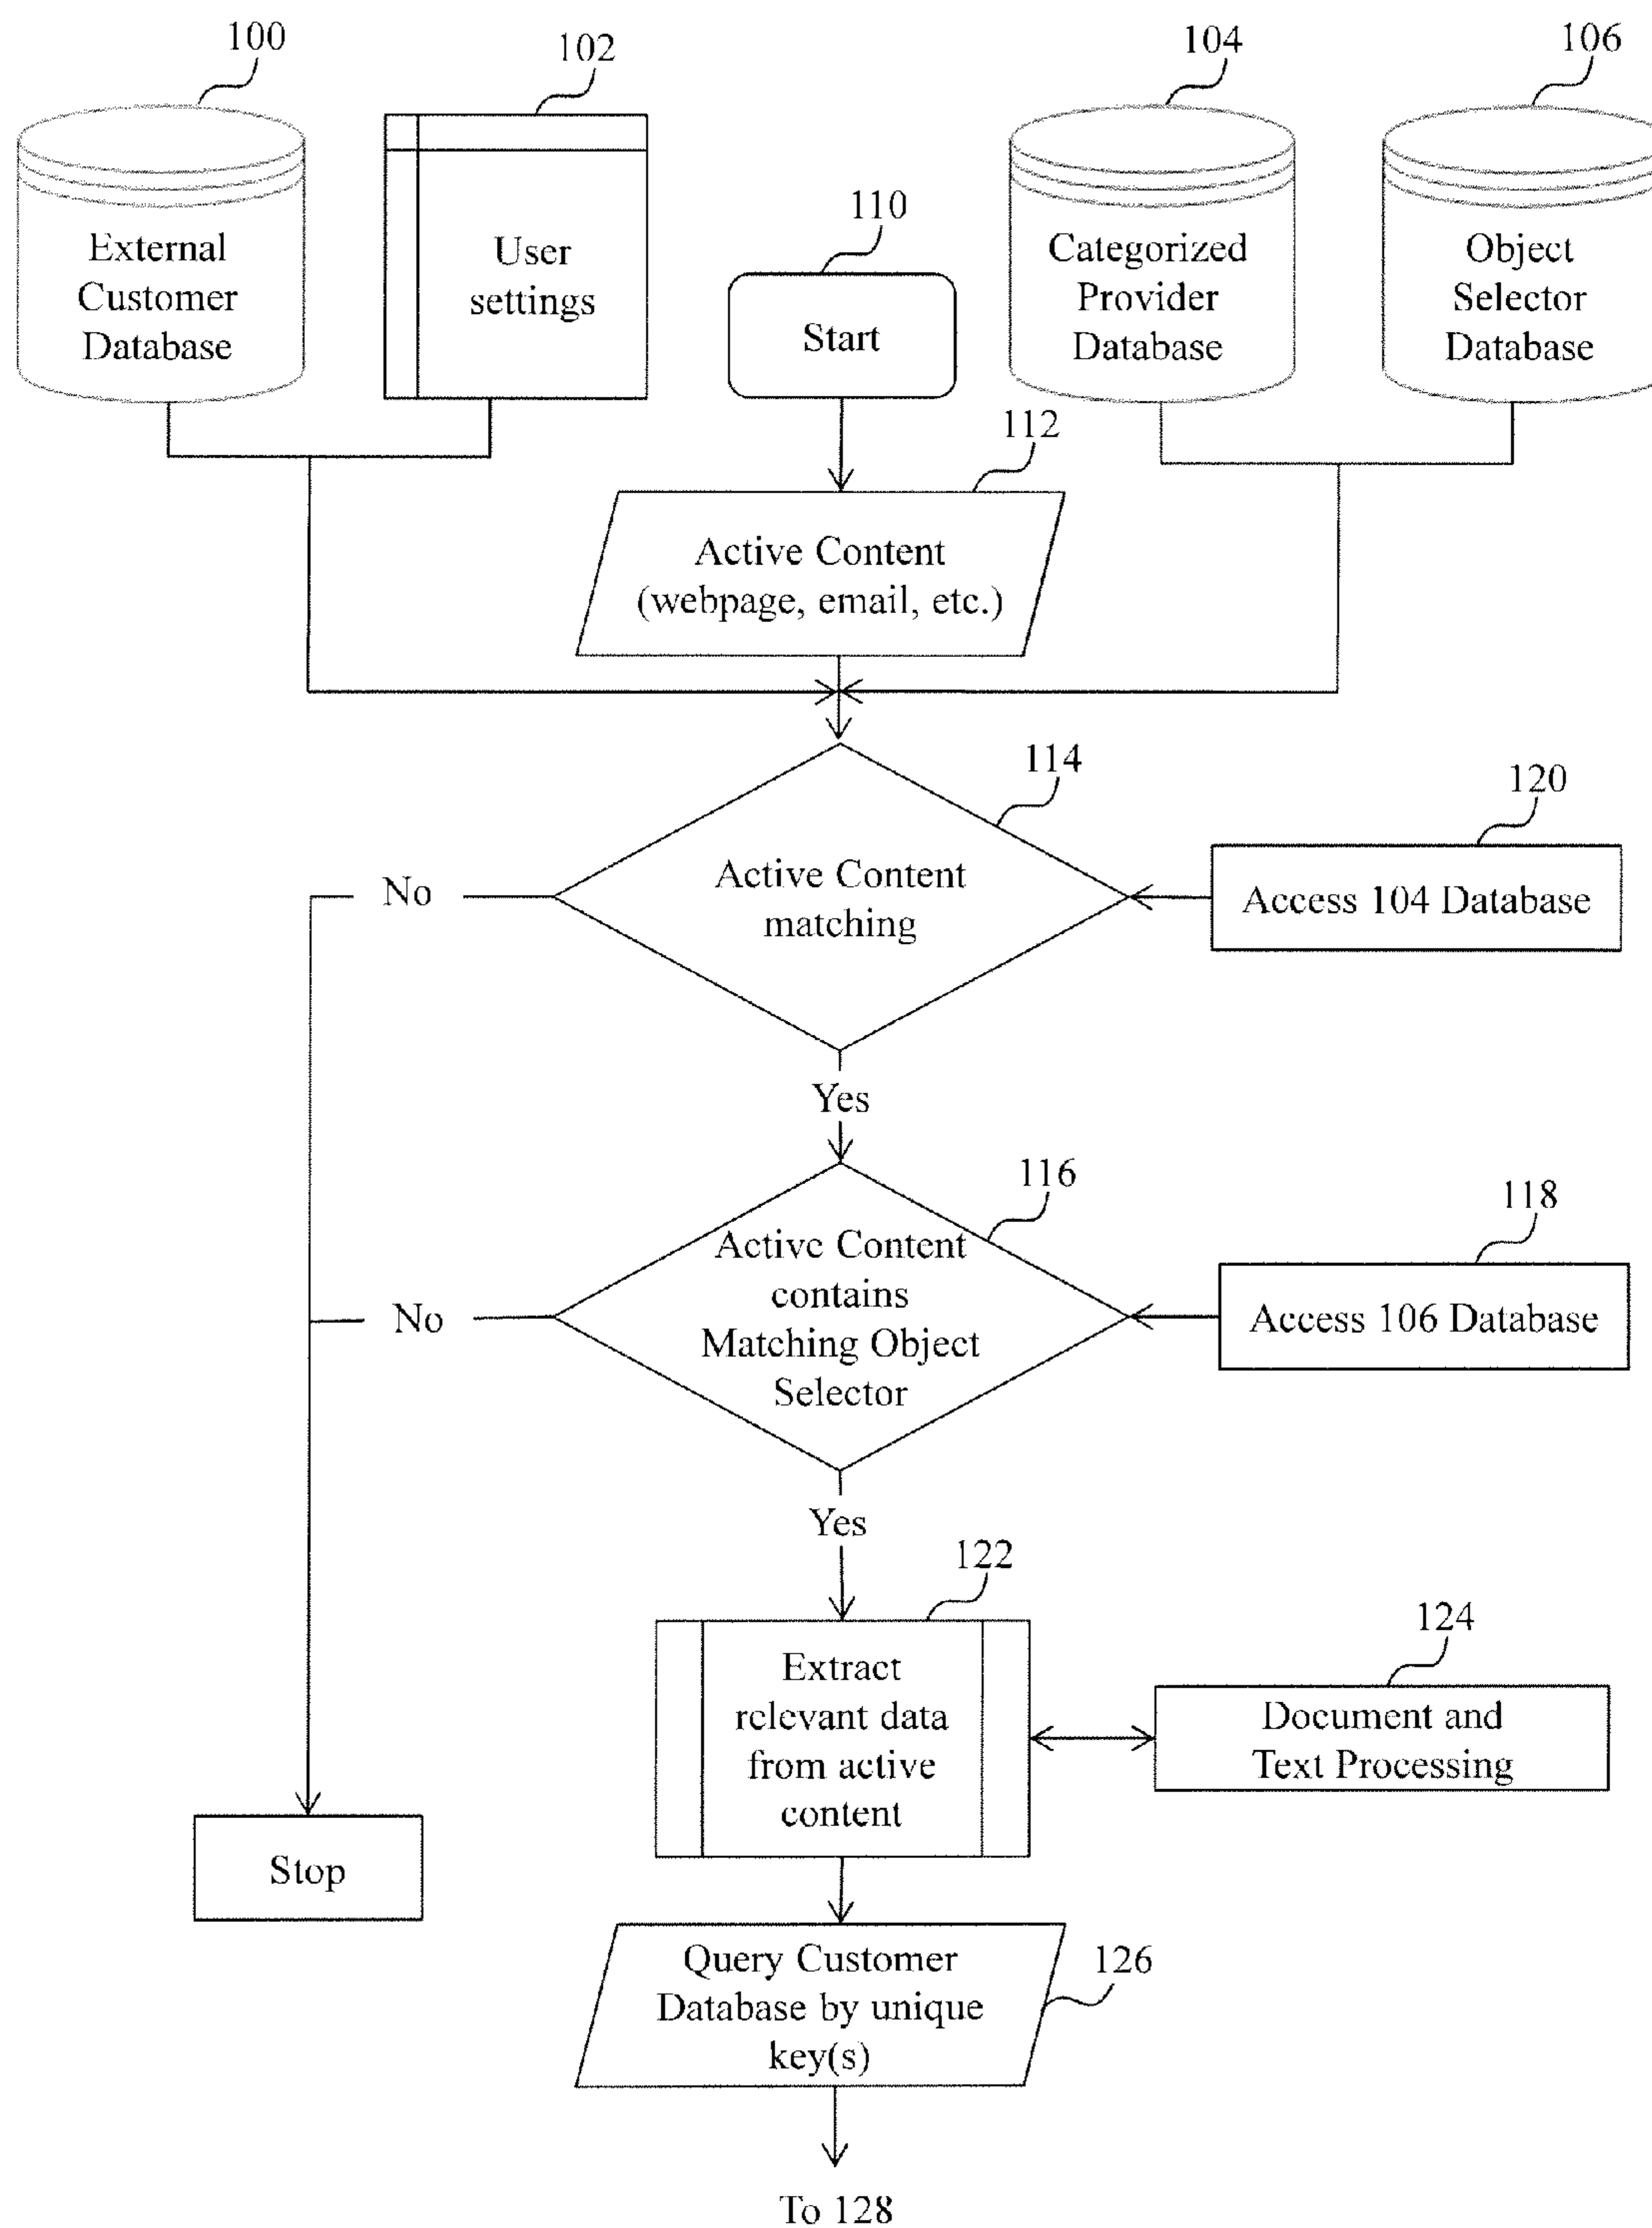 100
102
104
106
External
Customer
Database
User
settings
110
Start
Categorized
Provider
Database
Object
Selector
Database
112
Active Content
(webpage, email, etc.)
114
Active Content
matching
120
Access 104 Database
No
Yes
116
Active Content
contains
Matching Object
Selector
118
Access 106 Database
No
Yes
122
Extract
relevant data
from active
content
124
Document and
Text Processing
Stop
Query Customer
Database by unique
key(s)
126
To 128